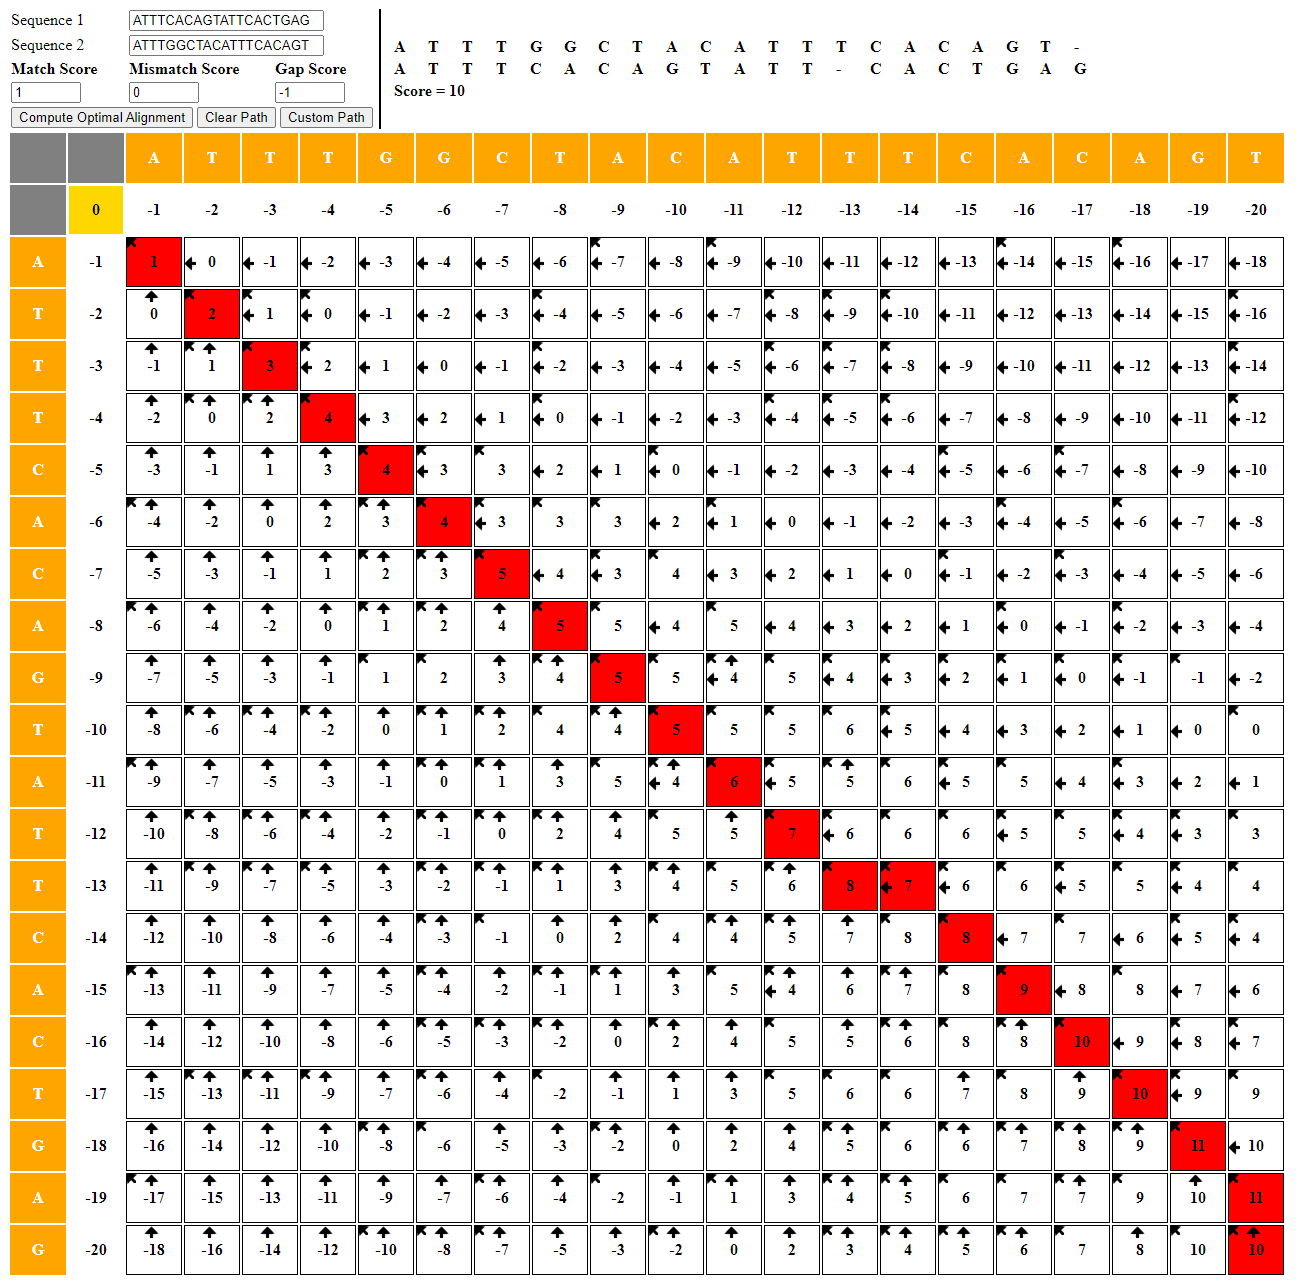 Sequence 1 ATTTCACAGTATTCACTGAG
Sequence 2 ATTTGGCTACATTTCACAGT
Match Score Mismatch Score Gap Score
1 0 -1
Compute Optimal Alignment Clear Path Custom Path
A T T T G G C T A C A T T T C A C A G T -
A T T T C A C A G T A T T - C A C T G A G
Score = 10
A T T T G G C T A C A T T T C A C A G T
0 -1 -2 -3 -4 -5 -6 -7 -8 -9 -10 -11 -12 -13 -14 -15 -16 -17 -18 -19 -20
A -1 1 0 -1 -2 -3 -4 -5 -6 -7 -8 -9 -10 -11 -12 -13 -14 -15 -16 -17 -18
T -2 0 2 1 0 -1 -2 -3 -4 -5 -6 -7 -8 -9 -10 -11 -12 -13 -14 -15 -16
T -3 -1 1 3 2 1 0 -1 -2 -3 -4 -5 -6 -7 -8 -9 -10 -11 -12 -13 -14
T -4 -2 0 2 4 3 2 1 0 -1 -2 -3 -4 -5 -6 -7 -8 -9 -10 -11 -12
C -5 -3 -1 1 3 4 3 3 2 1 0 -1 -2 -3 -4 -5 -6 -7 -8 -9 -10
A -6 -4 -2 0 2 3 4 3 3 3 2 1 0 -1 -2 -3 -4 -5 -6 -7 -8
C -7 -5 -3 -1 1 2 3 5 4 3 4 3 2 1 0 -1 -2 -3 -4 -5 -6
A -8 -6 -4 -2 0 1 2 4 5 5 4 5 4 3 2 1 0 -1 -2 -3 -4
G -9 -7 -5 -3 -1 1 2 3 4 5 5 4 5 4 3 2 1 0 -1 -1 -2
T -10 -8 -6 -4 -2 0 1 2 4 4 5 5 5 6 5 4 3 2 1 0 0
A -11 -9 -7 -5 -3 -1 0 1 3 5 4 6 5 5 6 5 5 4 3 2 1
T -12 -10 -8 -6 -4 -2 -1 0 2 4 5 5 7 6 6 6 5 5 4 3 3
T -13 -11 -9 -7 -5 -3 -2 -1 1 3 4 5 6 8 7 6 6 5 5 4 4
C -14 -12 -10 -8 -6 -4 -3 -1 0 2 4 4 5 7 8 8 7 7 6 5 4
A -15 -13 -11 -9 -7 -5 -4 -2 -1 1 3 5 4 6 7 8 9 8 8 7 6
C -16 -14 -12 -10 -8 -6 -5 -3 -2 0 2 4 5 5 6 8 8 10 9 8 7
T -17 -15 -13 -11 -9 -7 -6 -4 -2 -1 1 3 5 6 6 7 8 9 10 9 9
G -18 -16 -14 -12 -10 -8 -6 -5 -3 -2 0 2 4 5 6 6 7 8 9 11 10
A -19 -17 -15 -13 -11 -9 -7 -6 -4 -2 -1 1 3 4 5 6 7 7 9 10 11
G -20 -18 -16 -14 -12 -10 -8 -7 -5 -3 -2 0 2 3 4 5 6 7 8 10 10